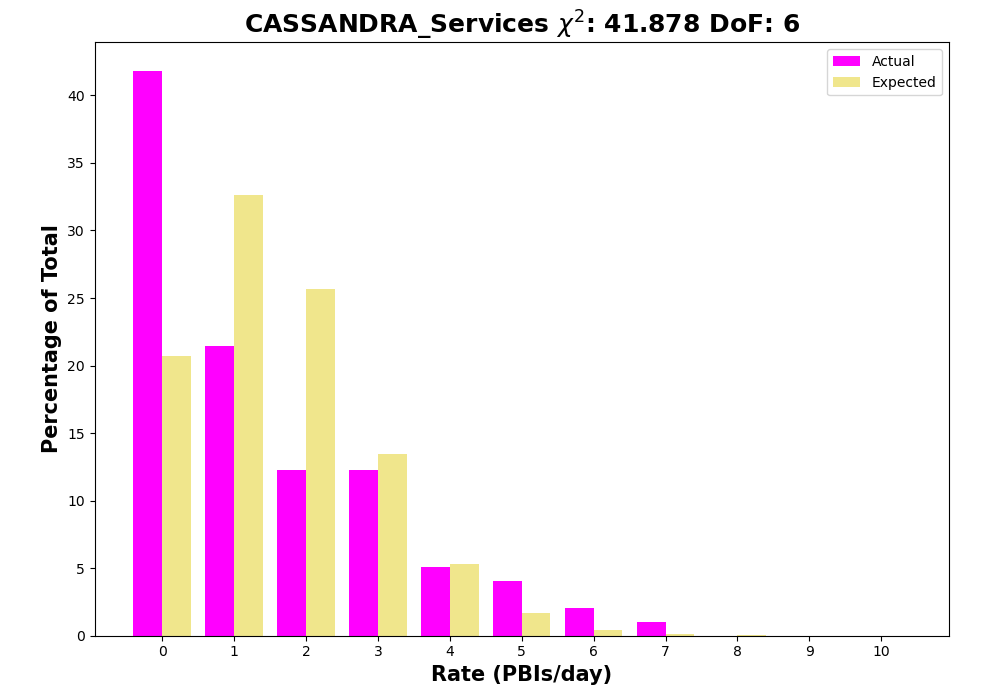 CASSANDRA_Services χ²: 41.878 DoF: 6
Actual
Expected
Percentage of Total
40
35
30
25
20
15
10
5
0
0 1 2 3 4 5 6 7 8 9 10
Rate (PBIs/day)